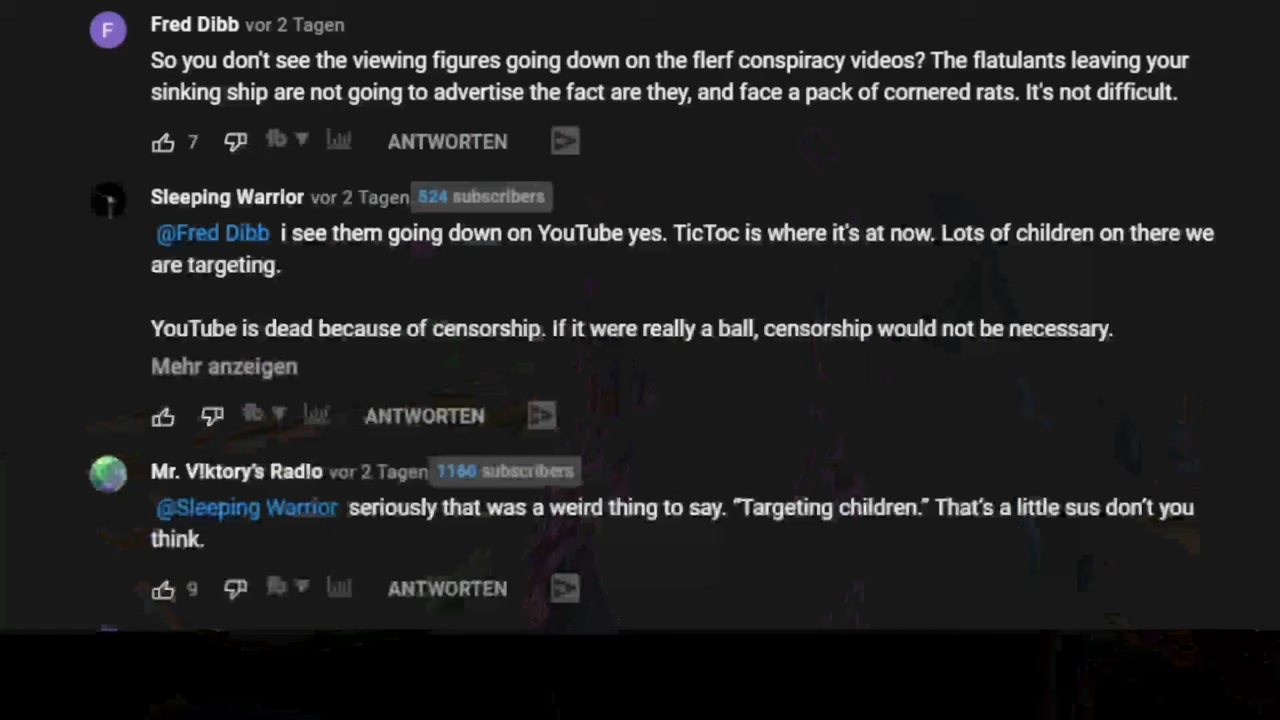 F
Fred Dibb vor 2 Tagen
So you don't see the viewing figures going down on the flerf conspiracy videos? The flatulants leaving your
sinking ship are not going to advertise the fact are they, and face a pack of cornered rats. It's not difficult.
7 ANTWORTEN
Sleeping Warrior vor 2 Tagen 524 subscribers
@Fred Dibb i see them going down on YouTube yes. TicToc is where it's at now. Lots of children on there we
are targeting.
YouTube is dead because of censorship. If it were really a ball, censorship would not be necessary.
Mehr anzeigen
ANTWORTEN
Mr. V!ktory's Rad!o vor 2 Tagen 1160 subscribers
@Sleeping Warrior seriously that was a weird thing to say. “Targeting children.” That's a little sus don't you
think.
9 ANTWORTEN